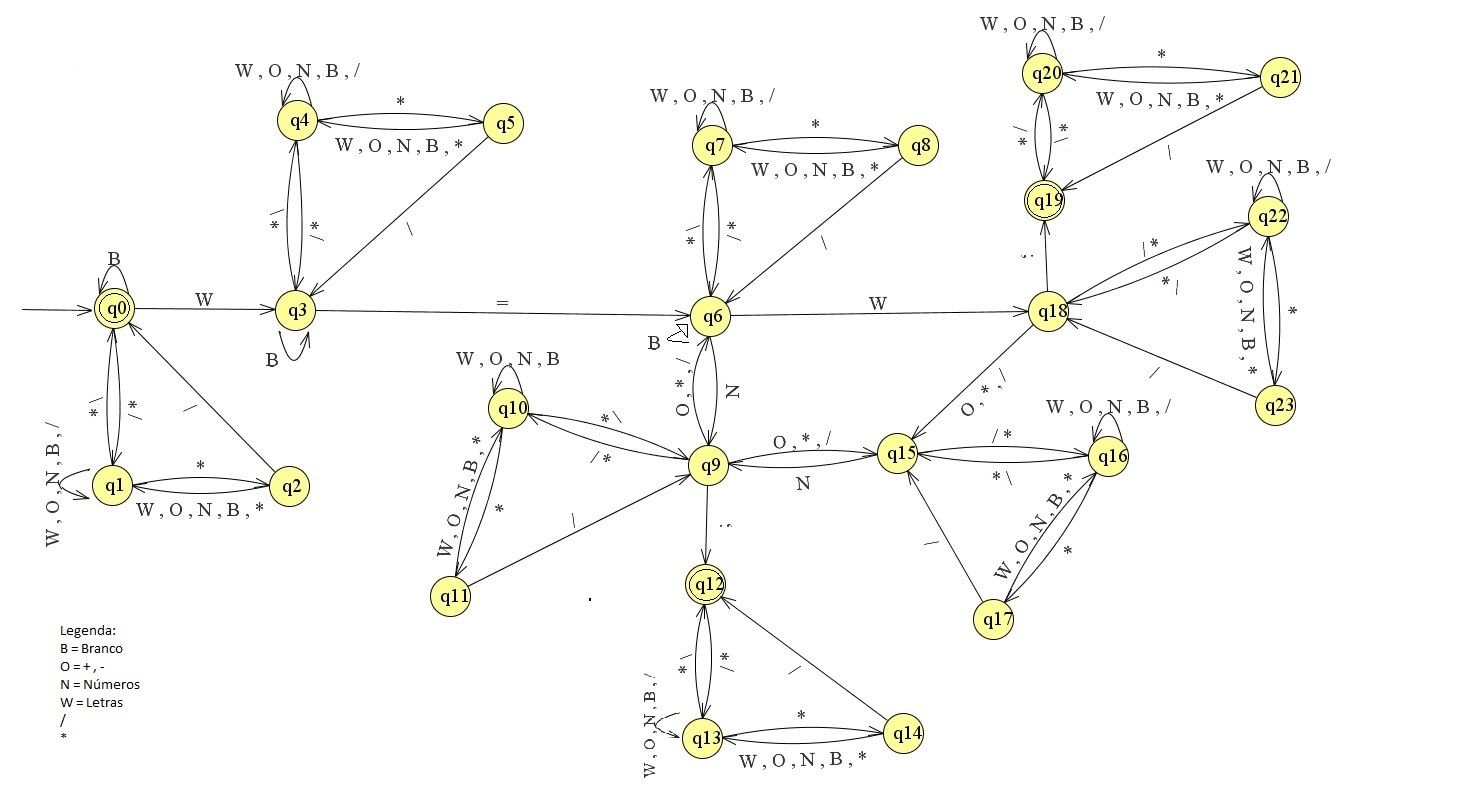 W , O , N , B , /
q20
*
q21
W , O , N , B , *
* /
* /
/
q19
W , O , N , B , /
q4
*
q5
W , O , N , B , *
* /
* /
\
W , O , N , B , /
q7
*
q8
W , O , N , B , *
* /
* /
\
W , O , N , B , /
q22
/ *
* /
W , O , N , B , *
*
q23
/
B
q0
W
q3
B
=
q6
B
W
q18
;
* /
* /
/
W , O , N , B , /
q1
*
q2
W , O , N , B , *
W , O , N , B
q10
* \
/ *
W , O , N , B , *
*
q11
/
O , * , /
N
q9
O , * , /
N
q15
O , * , \
/ *
* \
W , O , N , B , /
q16
W , O , N , B , *
*
q17
/
;
q12
* /
* /
/
W , O , N , B , /
q13
*
q14
W , O , N , B , *
Legenda:
B = Branco
O = + , -
N = Números
W = Letras
/
*